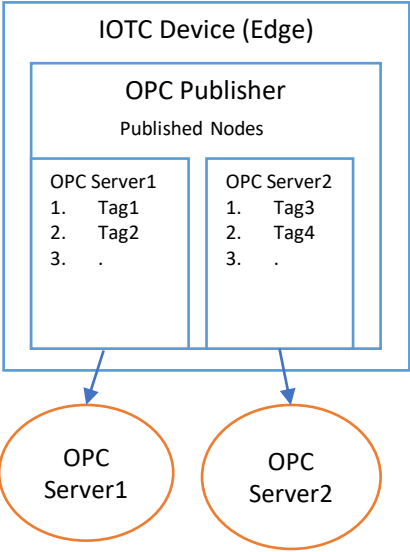 IOTC Device (Edge)
OPC Publisher
Published Nodes
OPC Server1
1. Tag1
2. Tag2
3. .
OPC Server2
1. Tag3
2. Tag4
3. .
OPC
Server1
OPC
Server2